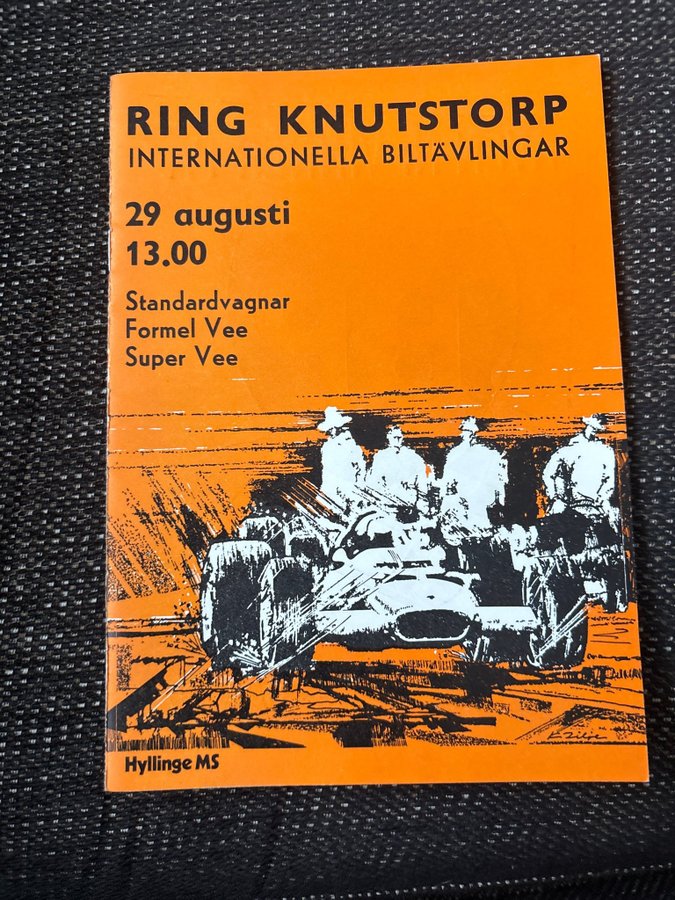 RING KNUTSTORP
INTERNATIONELLA BILTÄVLINGAR
29 augusti
13.00
Standardvagnar
Formel Vee
Super Vee
Hyllinge MS